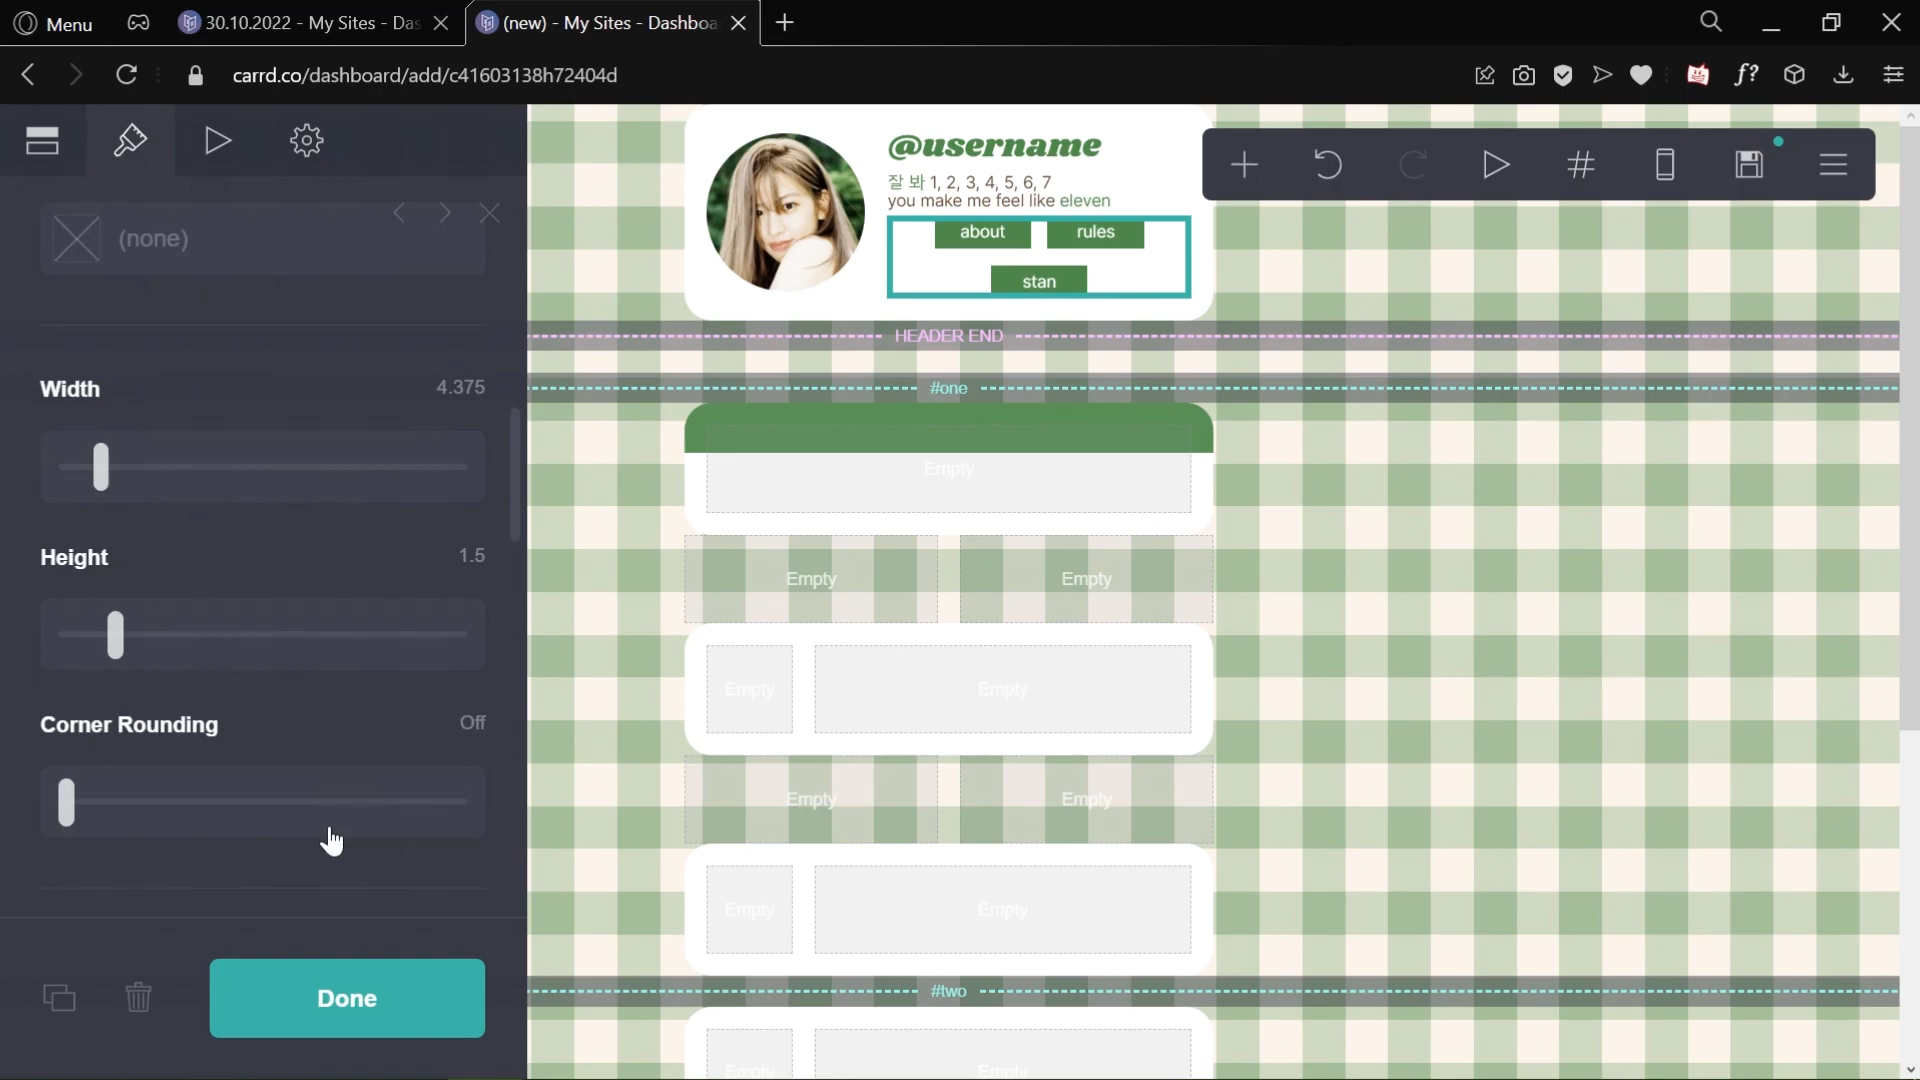 Menu
30.10.2022 - My Sites - Das
(new) - My Sites - Dashboa
carrd.co/dashboard/add/c41603138h72404d
(none)
Width
4.375
Height
1.5
Corner Rounding
Off
Done
@username
잘 봐 1, 2, 3, 4, 5, 6, 7
you make me feel like eleven
about
rules
stan
HEADER END
#one
Empty
Empty
Empty
Empty
Empty
Empty
Empty
Empty
Empty
#two
Empty
Empty
f?